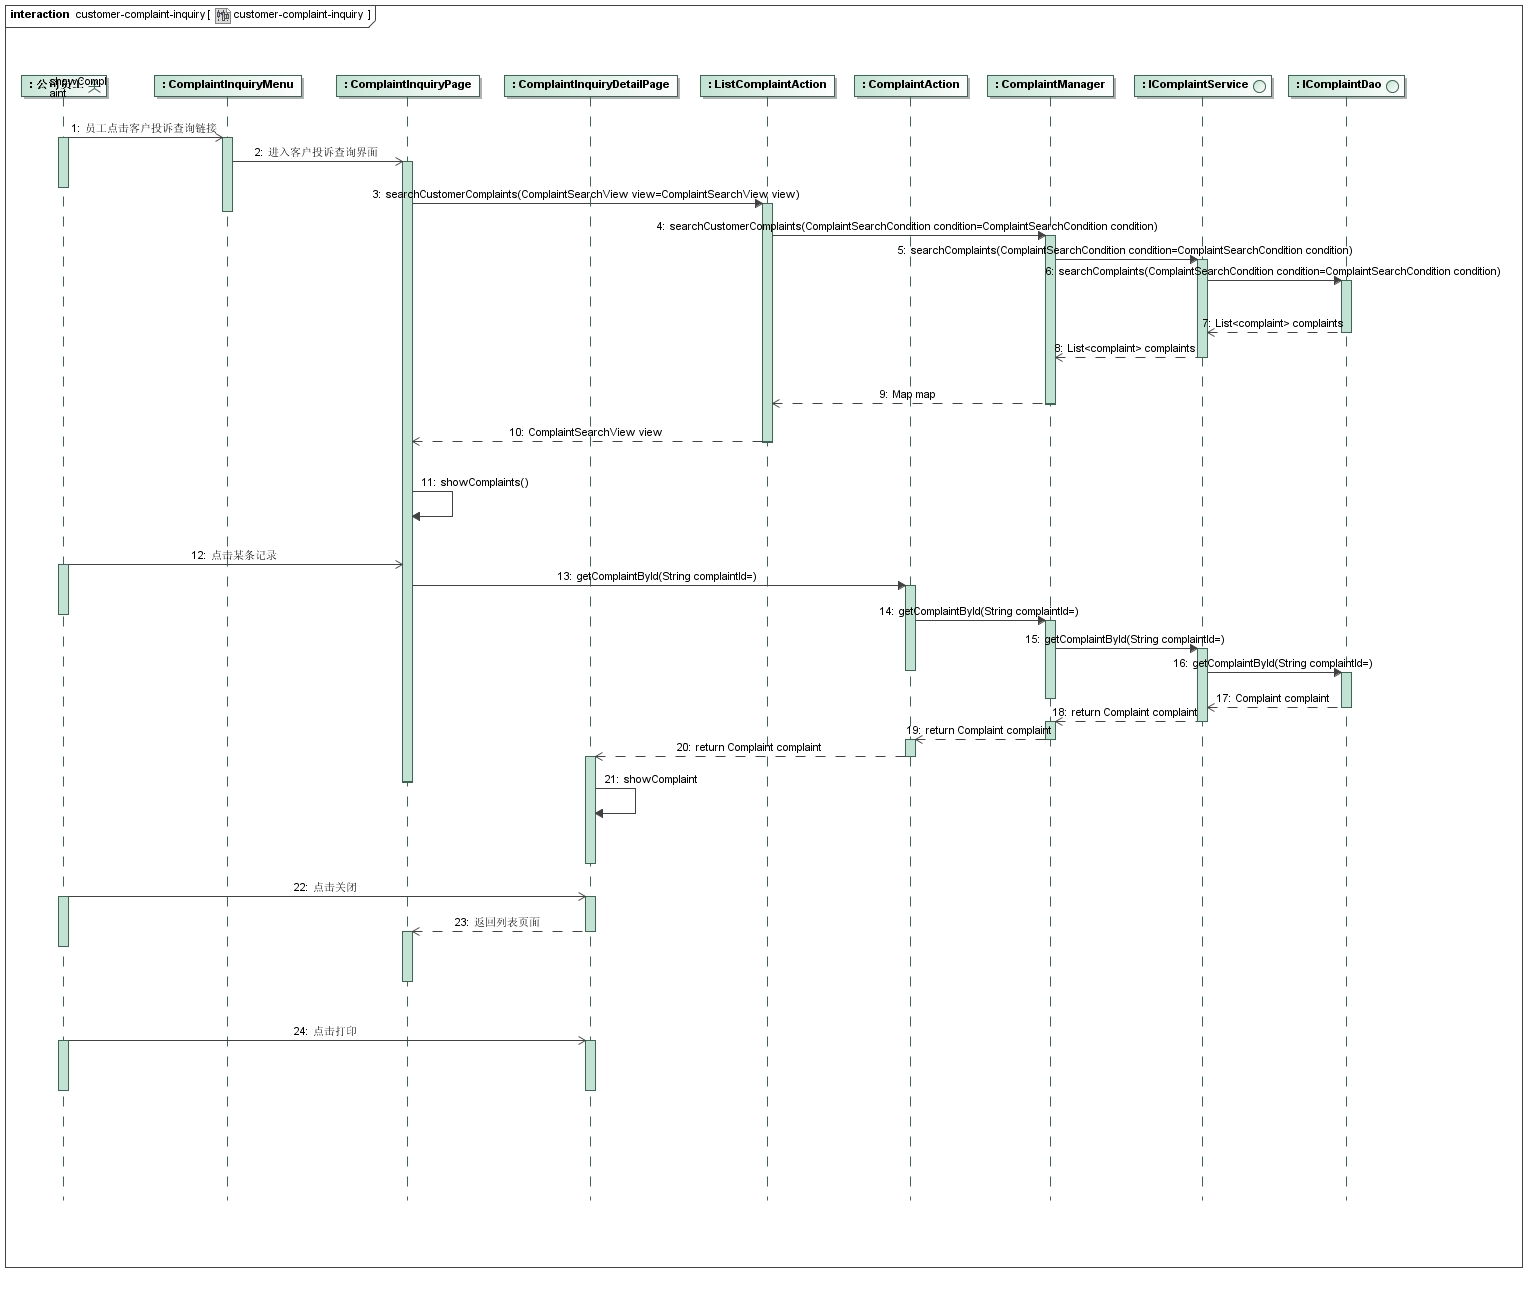 interaction customer-complaint-inquiry [ customer-complaint-inquiry ]
: 公司员工
showCompl
aint
: ComplaintInquiryMenu
: ComplaintInquiryPage
: ComplaintInquiryDetailPage
: ListComplaintAction
: ComplaintAction
: ComplaintManager
: IComplaintService
: IComplaintDao
1: 员工点击客户投诉查询链接
2: 进入客户投诉查询界面
3: searchCustomerComplaints(ComplaintSearchView view=ComplaintSearchView view)
4: searchCustomerComplaints(ComplaintSearchCondition condition=ComplaintSearchCondition condition)
5: searchComplaints(ComplaintSearchCondition condition=ComplaintSearchCondition condition)
6: searchComplaints(ComplaintSearchCondition condition=ComplaintSearchCondition condition)
7: List<complaint> complaints
8: List<complaint> complaints
9: Map map
10: ComplaintSearchView view
11: showComplaints()
12: 点击某条记录
13: getComplaintById(String complaintId=)
14: getComplaintById(String complaintId=)
15: getComplaintById(String complaintId=)
16: getComplaintById(String complaintId=)
17: Complaint complaint
18: return Complaint complaint
19: return Complaint complaint
20: return Complaint complaint
21: showComplaint
22: 点击关闭
23: 返回列表页面
24: 点击打印